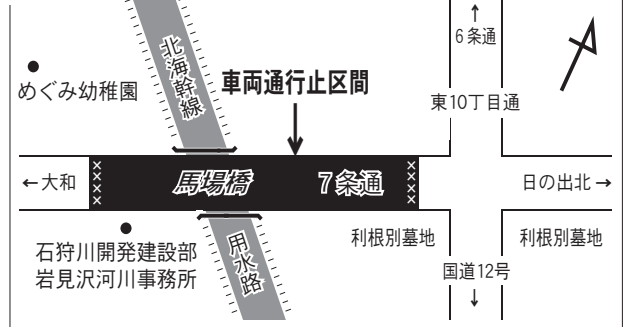 ↑
6条通
北海幹線
車両通行止区間
めぐみ幼稚園
東10丁目通
←大和
馬場橋
7条通
日の出北→
石狩川開発建設部
岩見沢河川事務所
用水路
利根別墓地
利根別墓地
国道12号
↓